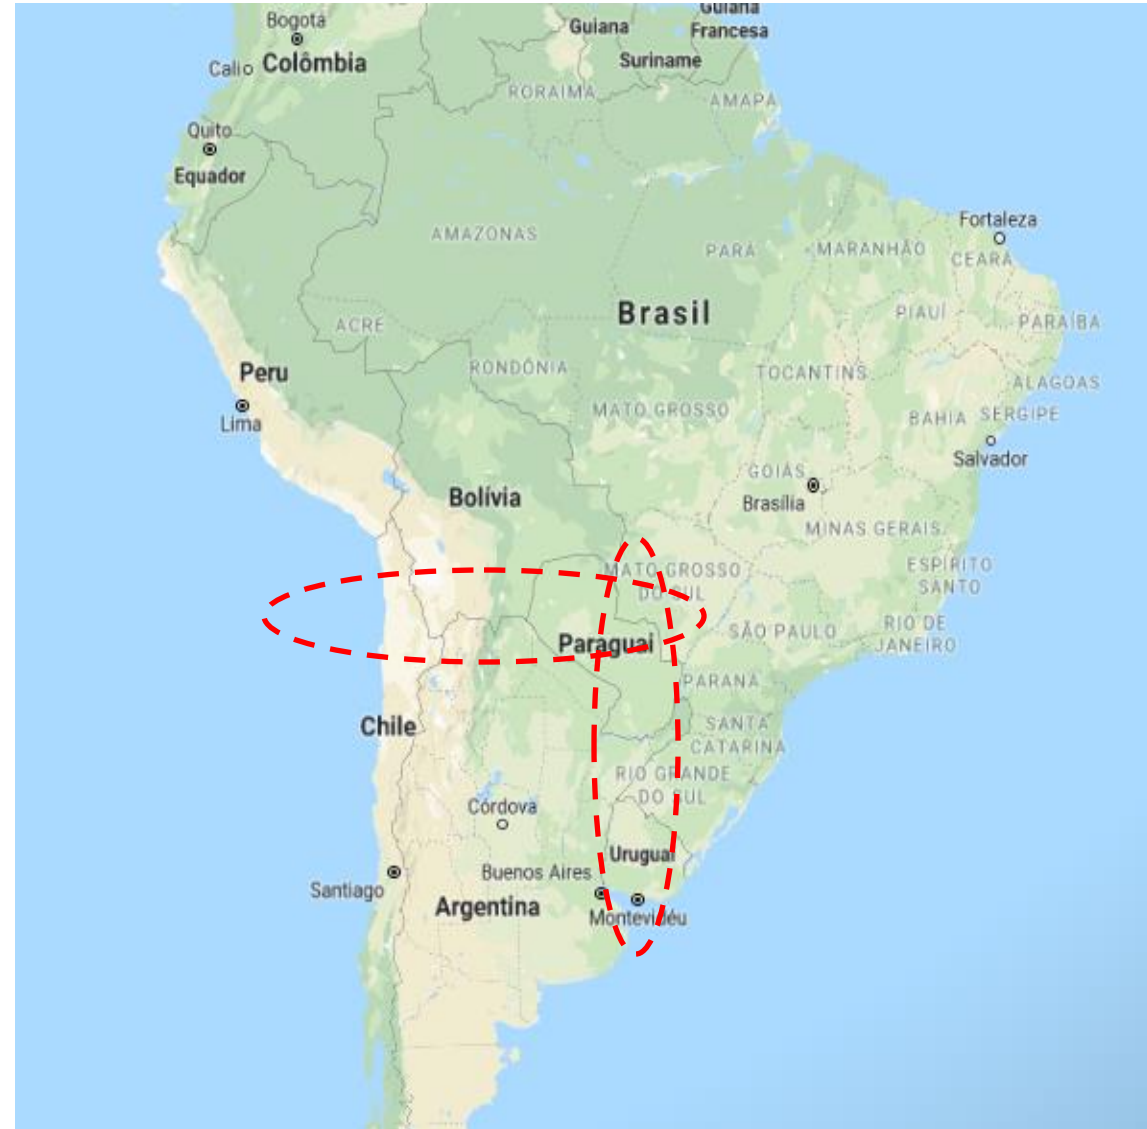 Bogotá
Guiana
Guiana
Francesa
Cali
Colômbia
Suriname
RORAIMA
AMAPÁ
Quito
Equador
Fortaleza
AMAZONAS
PARÁ
MARANHÃO
CEARÁ
Brasil
PIAUÍ
PARAÍBA
ACRE
Peru
RONDÔNIA
TOCANTINS
ALAGOAS
Lima
MATO GROSSO
BAHIA
SERGIPE
Salvador
GOIÁS
Bolívia
Brasília
MINAS GERAIS
MATO GROSSO
DO SUL
ESPÍRITO
SANTO
Paraguai
SÃO PAULO
RIO DE
JANEIRO
PARANÁ
Chile
SANTA
CATARINA
RIO GRANDE
DO SUL
Córdova
Uruguai
Buenos Aires
Santiago
Argentina
Montevidéu